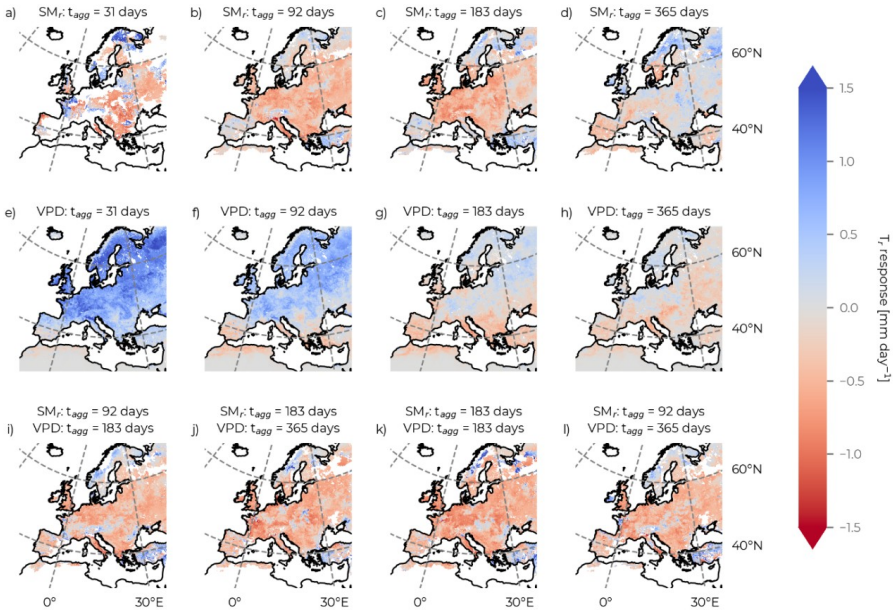 a) SMᵣ: tₐgg = 31 days b) SMᵣ: tₐgg = 92 days c) SMᵣ: tₐgg = 183 days d) SMᵣ: tₐgg = 365 days
60°N
40°N
e) VPD: tₐgg = 31 days f) VPD: tₐgg = 92 days g) VPD: tₐgg = 183 days h) VPD: tₐgg = 365 days
60°N
40°N
SMᵣ: tₐgg = 92 days SMᵣ: tₐgg = 183 days SMᵣ: tₐgg = 183 days SMᵣ: tₐgg = 92 days
i) VPD: tₐgg = 183 days j) VPD: tₐgg = 365 days k) VPD: tₐgg = 183 days l) VPD: tₐgg = 365 days
60°N
40°N
0° 30°E 0° 30°E 0° 30°E 0° 30°E
1.5
1.0
0.5
0.0
−0.5
−1.0
−1.5
Tᵣ response [mm day⁻¹]